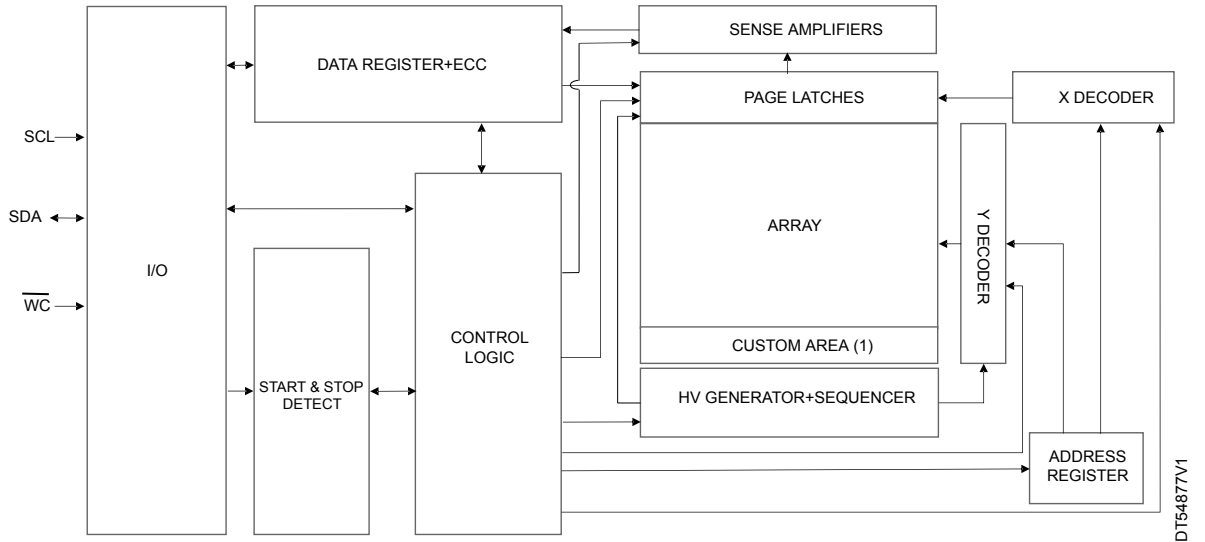 SENSE AMPLIFIERS
DATA REGISTER+ECC
PAGE LATCHES
X DECODER
SCL
SDA
I/O
WC
ARRAY
Y DECODER
CONTROL
LOGIC
CUSTOM AREA (1)
START & STOP
DETECT
HV GENERATOR+SEQUENCER
ADDRESS
REGISTER
DT54877V1